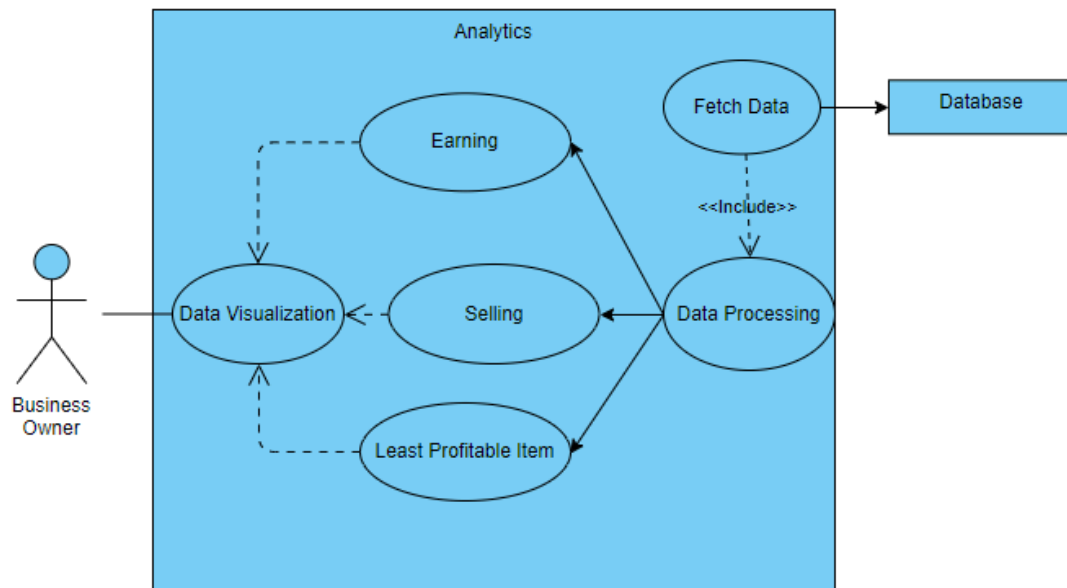 Analytics
Fetch Data
Database
Earning
<<Include>>
Data Visualization
Selling
Data Processing
Business
Owner
Least Profitable Item